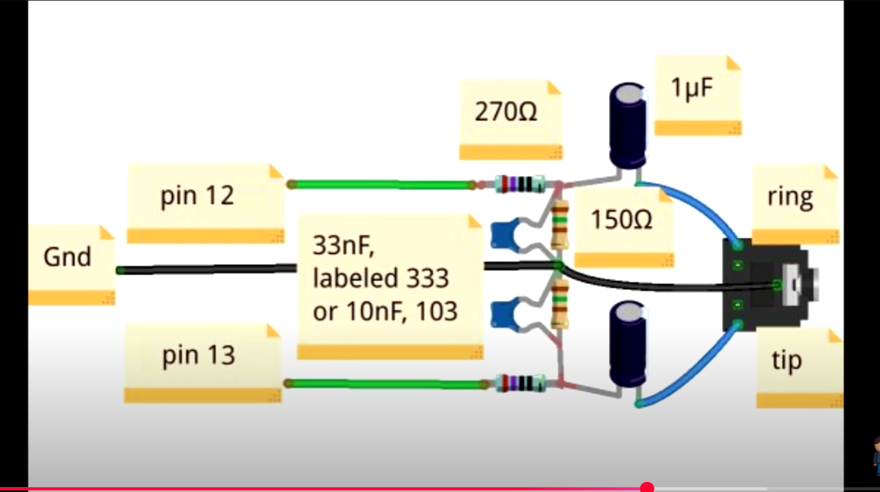 1µF
270Ω
pin 12
ring
150Ω
Gnd
33nF,
labeled 333
or 10nF, 103
pin 13
tip